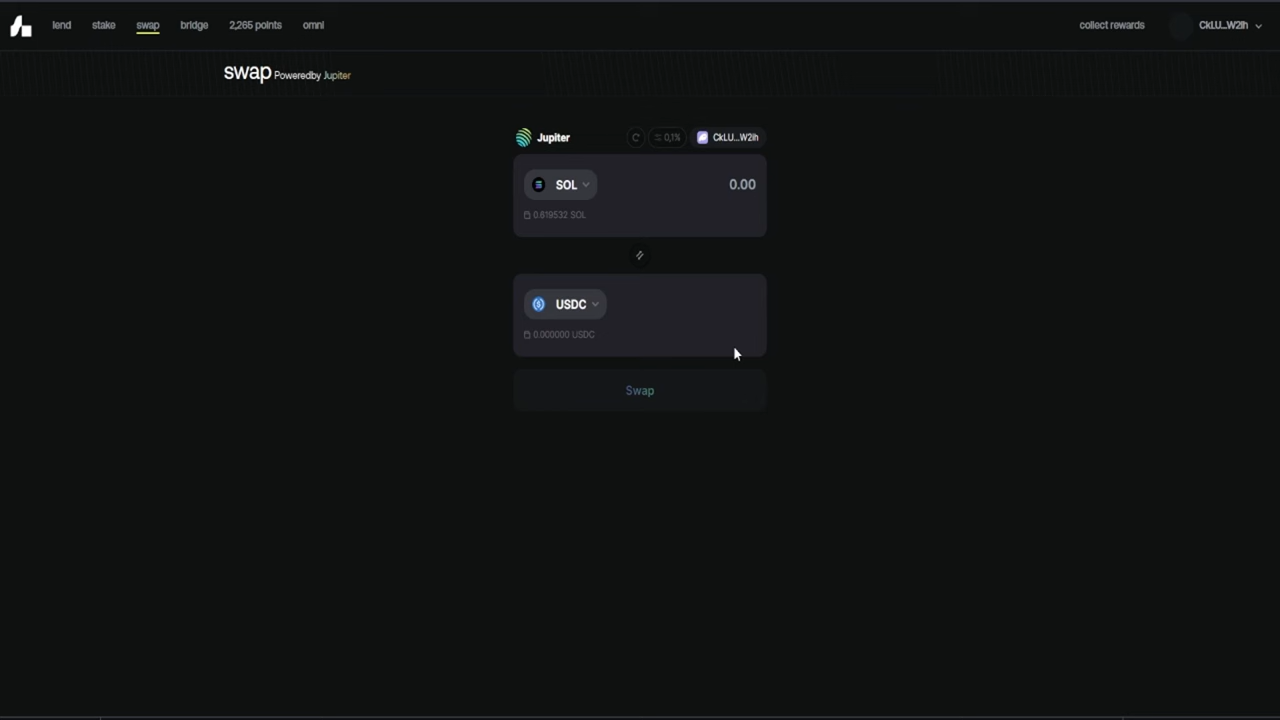 lend stake swap bridge 2,265 points omni collect rewards CkLU...W2ih
swap Powered by Jupiter
Jupiter 0,1% CkLU...W2ih
SOL 0.00
0.619532 SOL
USDC
0.000000 USDC
Swap